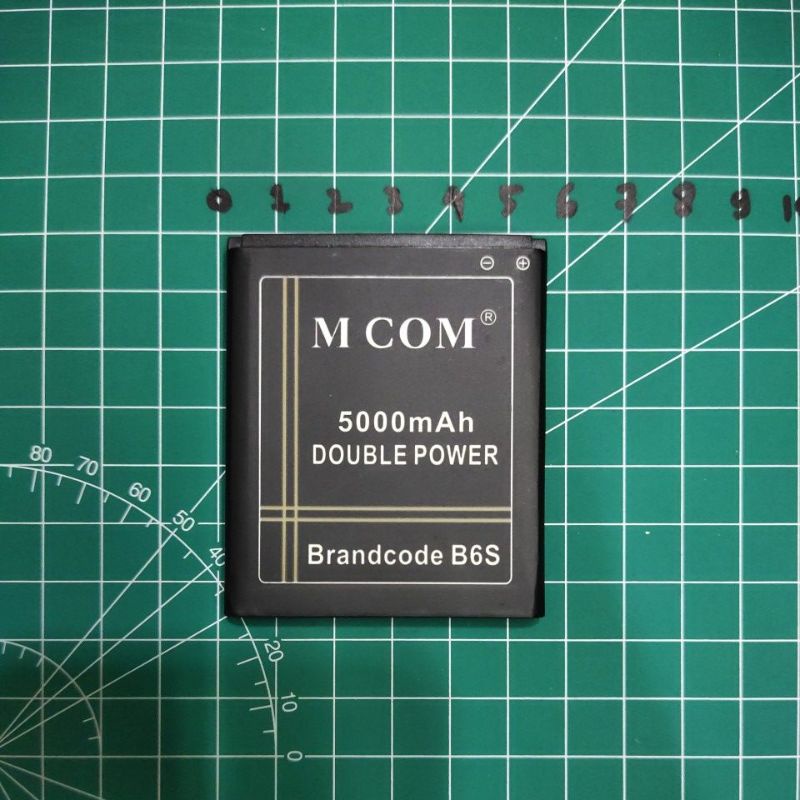 0 1 2 3 4 5 6 7 8 9 10
⊖ ⊕
M COM®
5000mAh
DOUBLE POWER
Brandcode B6S
80 70 60 50 40
20 10 0